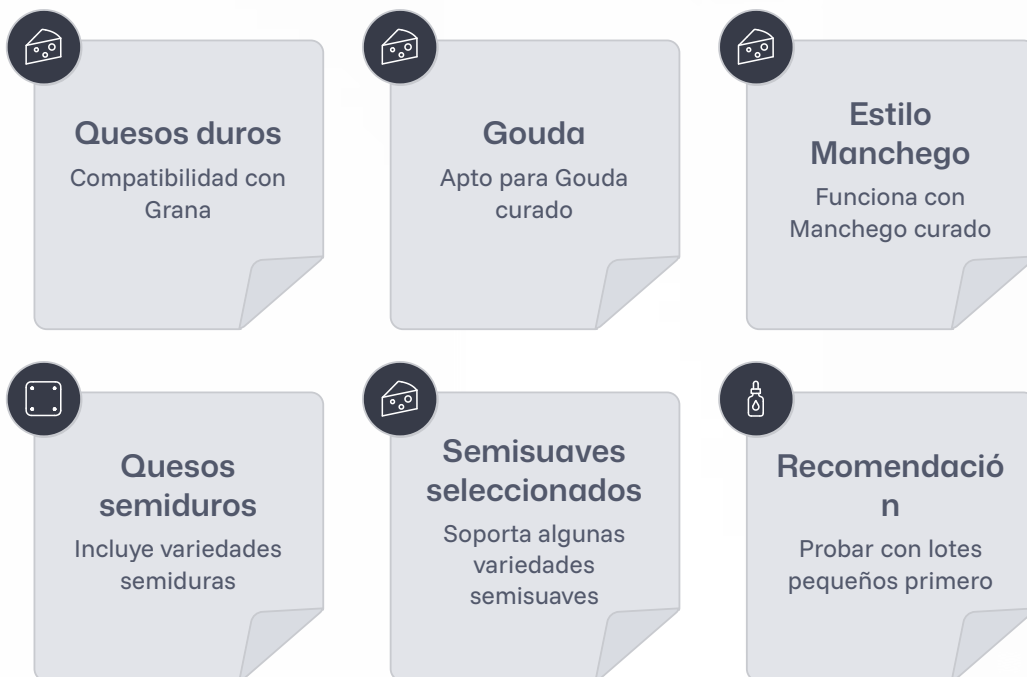 Quesos duros
Compatibilidad con
Grana
Gouda
Apto para Gouda
curado
Estilo
Manchego
Funciona con
Manchego curado
Quesos
semiduros
Incluye variedades
semiduras
Semisuaves
seleccionados
Soporta algunas
variedades
semisuaves
Recomendació
n
Probar con lotes
pequeños primero